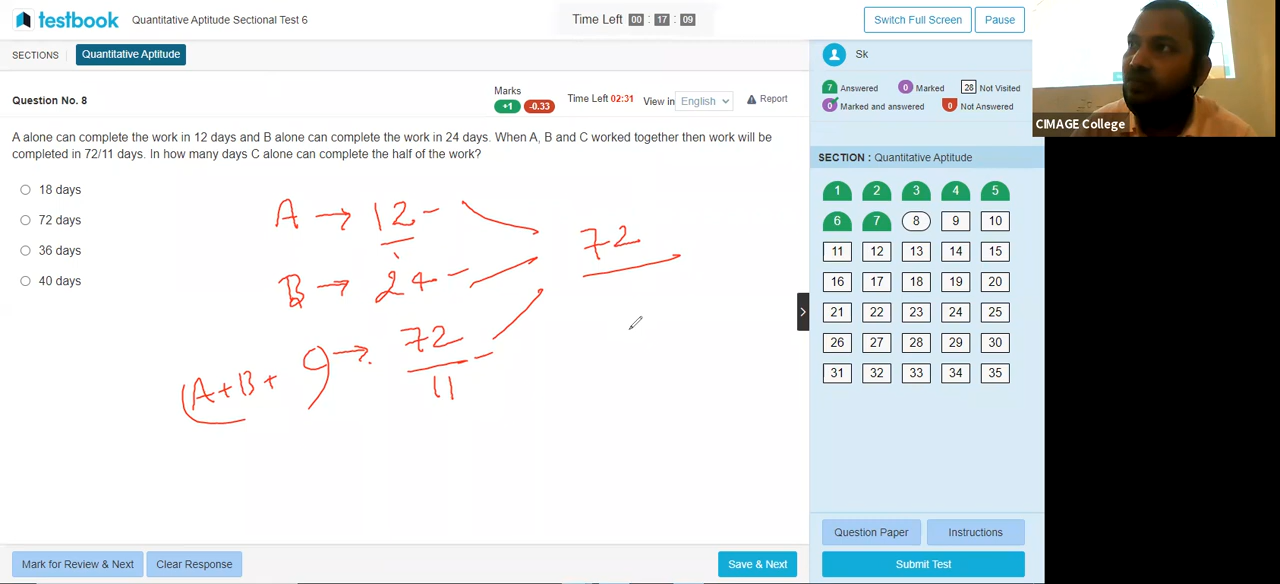 testbook
Quantitative Aptitude Sectional Test 6
Time Left 00 : 17 : 09
Switch Full Screen
Pause
SECTIONS
Quantitative Aptitude
Sk
Question No. 8
Marks
+1 -0.33
Time Left 02:31
View in English
Report
7 Answered
0 Marked
28 Not Visited
0 Marked and answered
0 Not Answered
CIMAGE College
A alone can complete the work in 12 days and B alone can complete the work in 24 days. When A, B and C worked together then work will be
completed in 72/11 days. In how many days C alone can complete the half of the work?
18 days
72 days
36 days
40 days
A → 12
B → 24
72
(A+B+C) → 72
11
SECTION : Quantitative Aptitude
1 2 3 4 5
6 7 8 9 10
11 12 13 14 15
16 17 18 19 20
21 22 23 24 25
26 27 28 29 30
31 32 33 34 35
Question Paper
Instructions
Mark for Review & Next
Clear Response
Save & Next
Submit Test